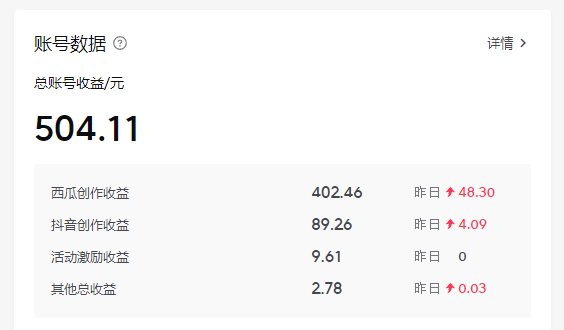 账号数据 ? 详情 >
总账号收益/元
504.11
西瓜创作收益 402.46 昨日 48.30
抖音创作收益 89.26 昨日 4.09
活动激励收益 9.61 昨日 0
其他总收益 2.78 昨日 0.03